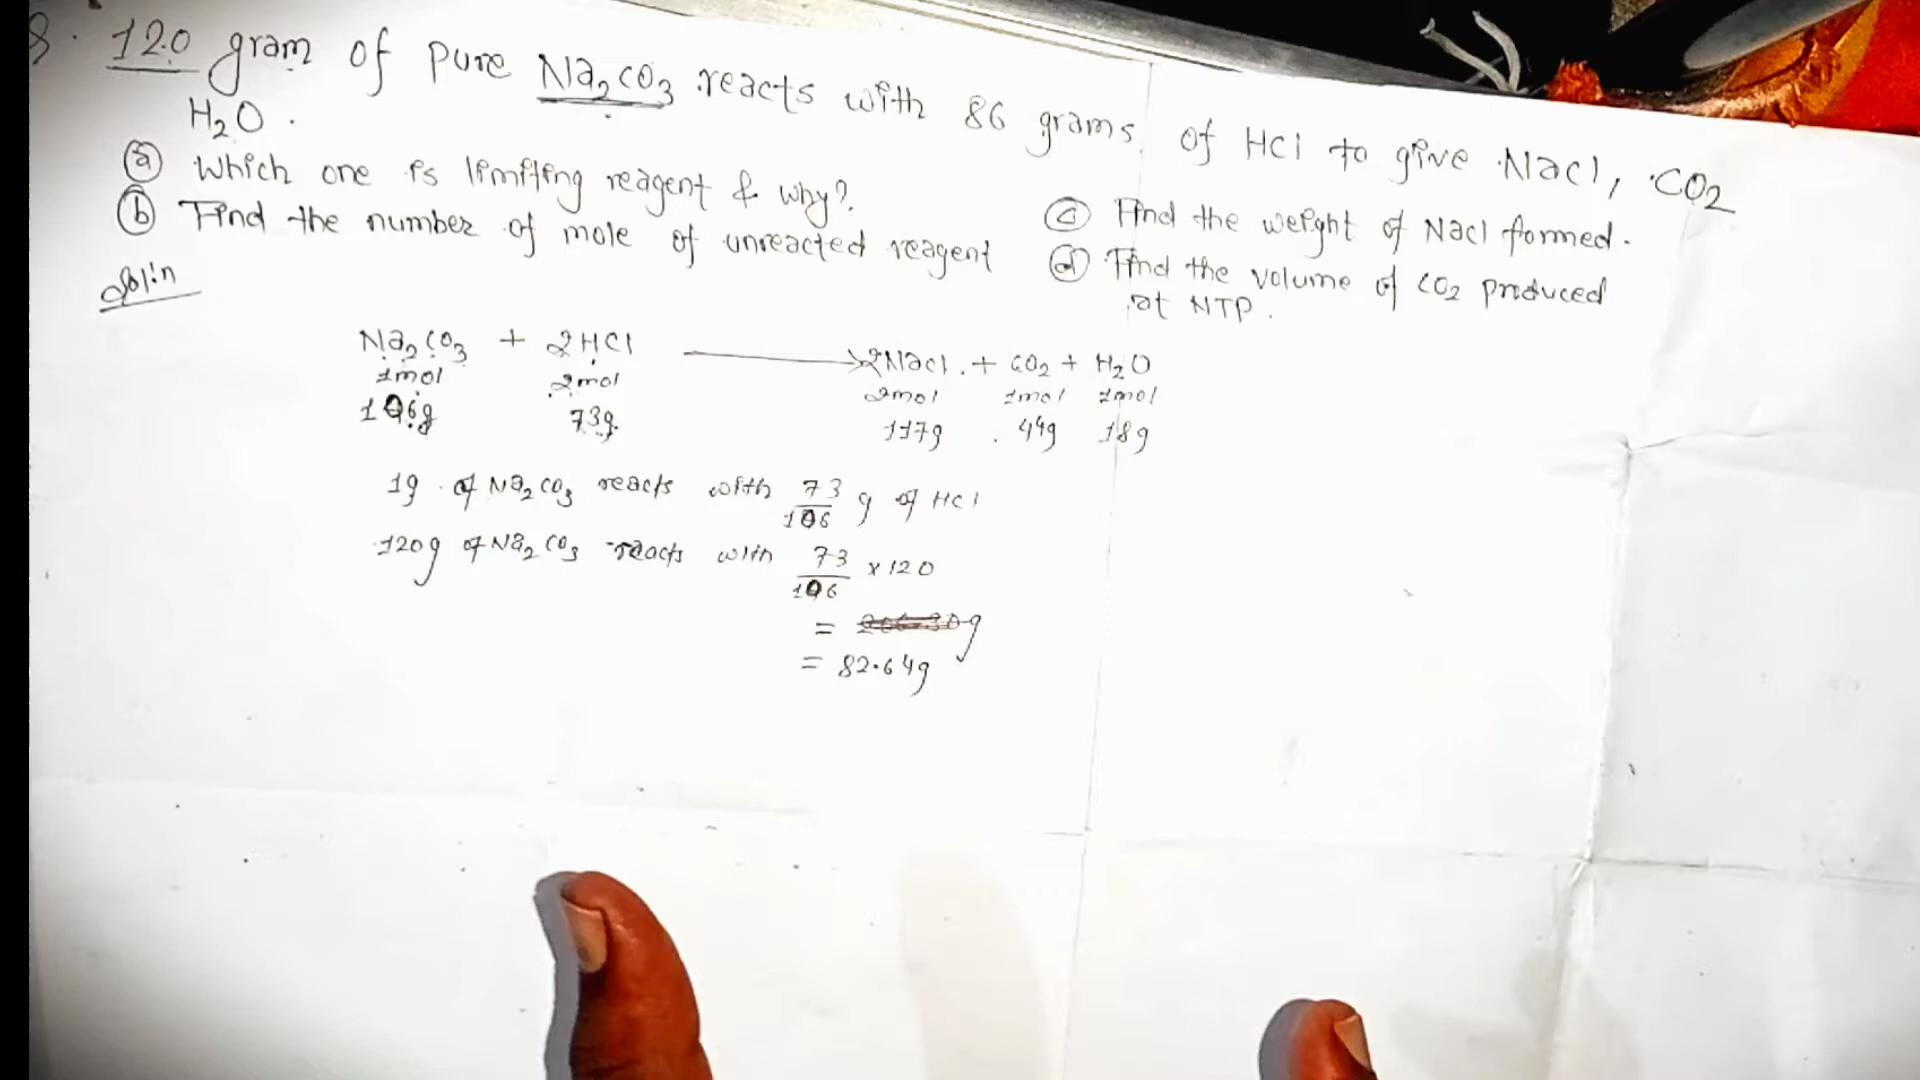 8. 120 gram of pure Na2CO3 reacts with 86 grams of HCl to give NaCl, CO2
H2O.
(a) Which one is limiting reagent & why?
(b) Find the number of mole of unreacted reagent
(c) Find the weight of NaCl formed.
(d) Find the volume of CO2 produced
at NTP.
Sol:n
Na2CO3 + 2HCl ⟶ 2NaCl + CO2 + H2O
1mol 2mol 2mol 1mol 1mol
106g 73g 117g 44g 18g
1g of Na2CO3 reacts with 73/106 g of HCl
120g of Na2CO3 reacts with 73/106 × 120
= g
= 82.64g